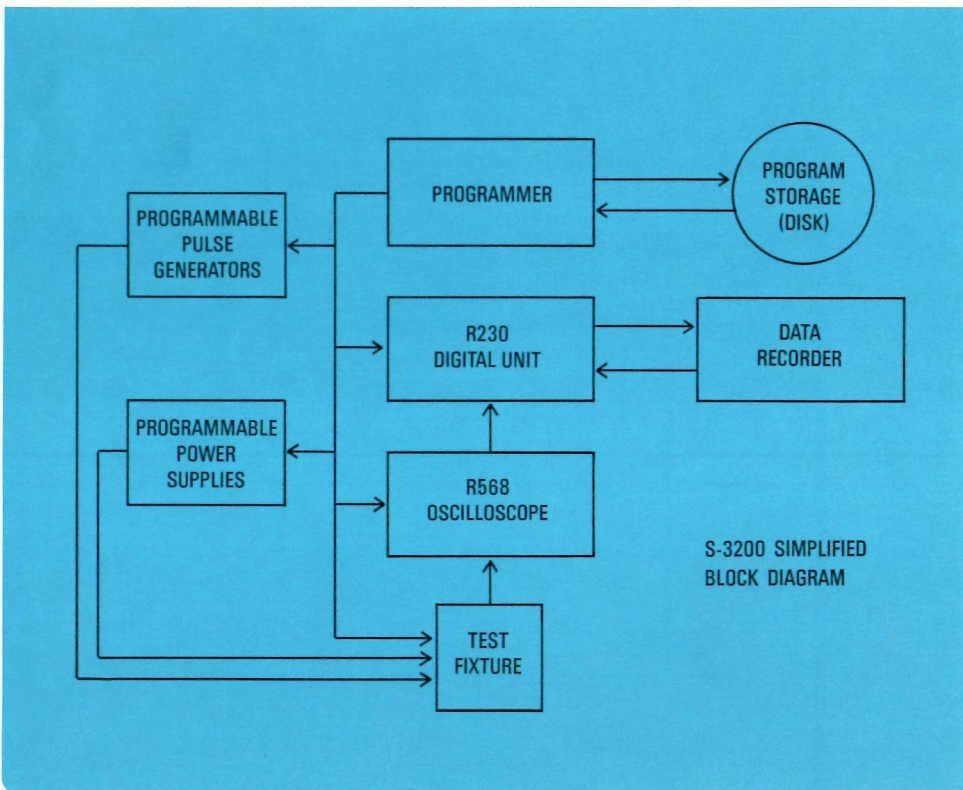 PROGRAMMER
PROGRAM
STORAGE
(DISK)
PROGRAMMABLE
PULSE
GENERATORS
R230
DIGITAL UNIT
DATA
RECORDER
PROGRAMMABLE
POWER
SUPPLIES
R568
OSCILLOSCOPE
S-3200 SIMPLIFIED
BLOCK DIAGRAM
TEST
FIXTURE